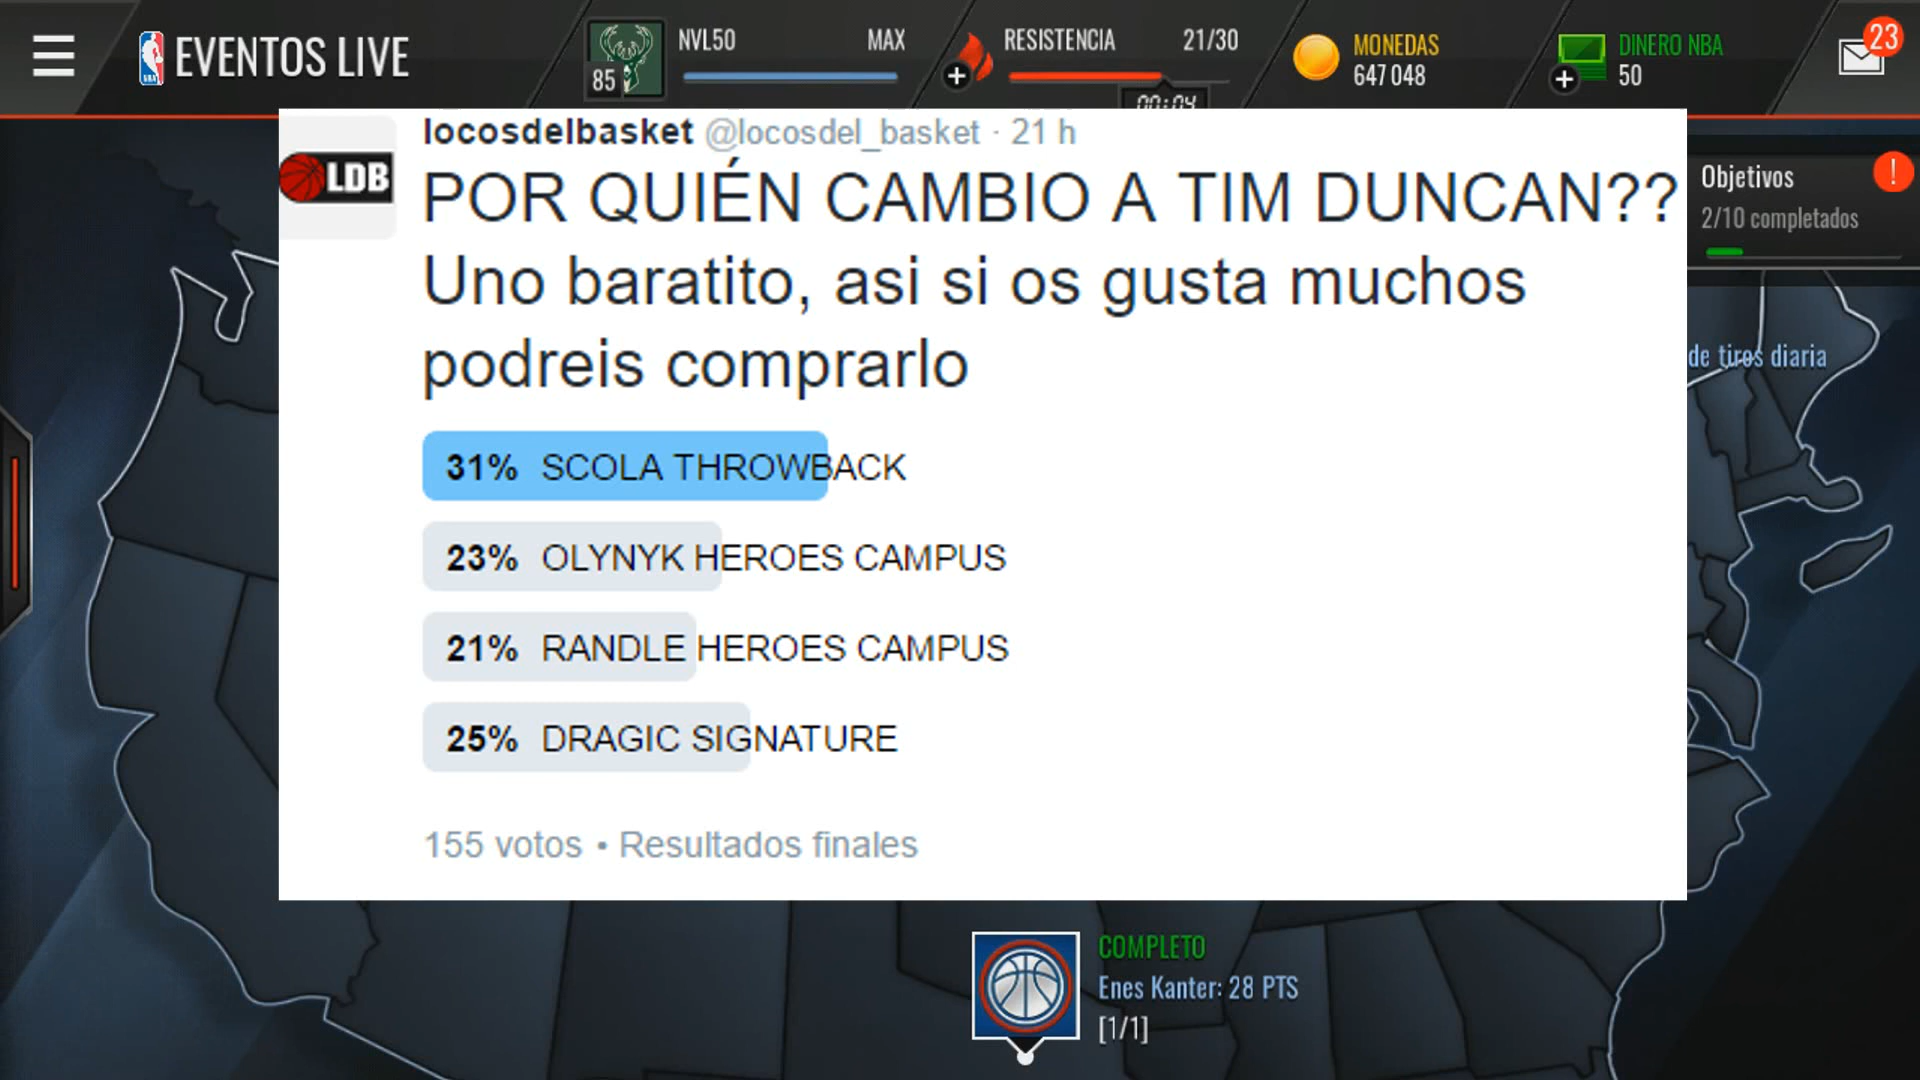 EVENTOS LIVE
85
NVL50
MAX
RESISTENCIA
21/30
00:04
MONEDAS
647 048
DINERO NBA
50
23
locosdelbasket @locosdel_basket · 21 h
LDB
POR QUIÉN CAMBIO A TIM DUNCAN??
Uno baratito, asi si os gusta muchos
podreis comprarlo
31% SCOLA THROWBACK
23% OLYNYK HEROES CAMPUS
21% RANDLE HEROES CAMPUS
25% DRAGIC SIGNATURE
155 votos • Resultados finales
Objetivos
!
2/10 completados
de tiros diaria
COMPLETO
Enes Kanter: 28 PTS
[1/1]